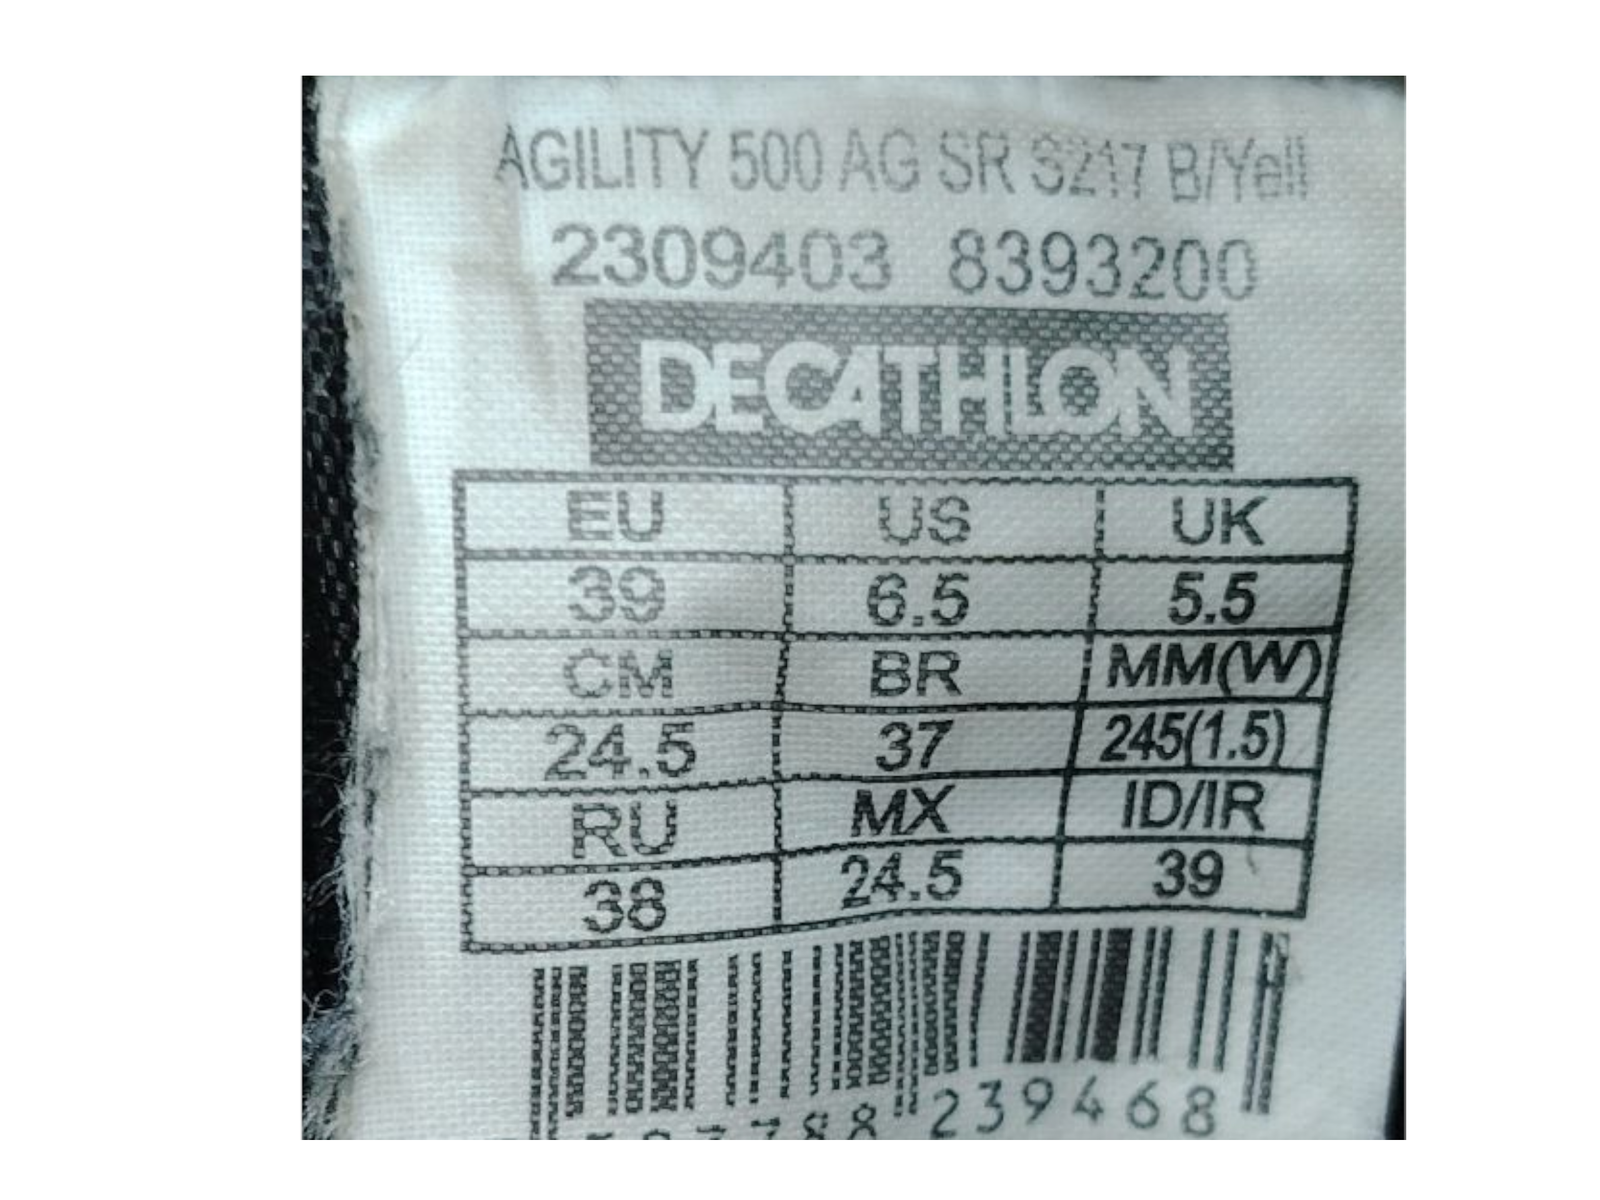 AGILITY 500 AG SR S217 B/Yell
2309403 8393200
DECATHLON
EU US UK
39 6.5 5.5
CM BR MM(W)
24.5 37 245(1.5)
RU MX ID/IR
38 24.5 39
239468